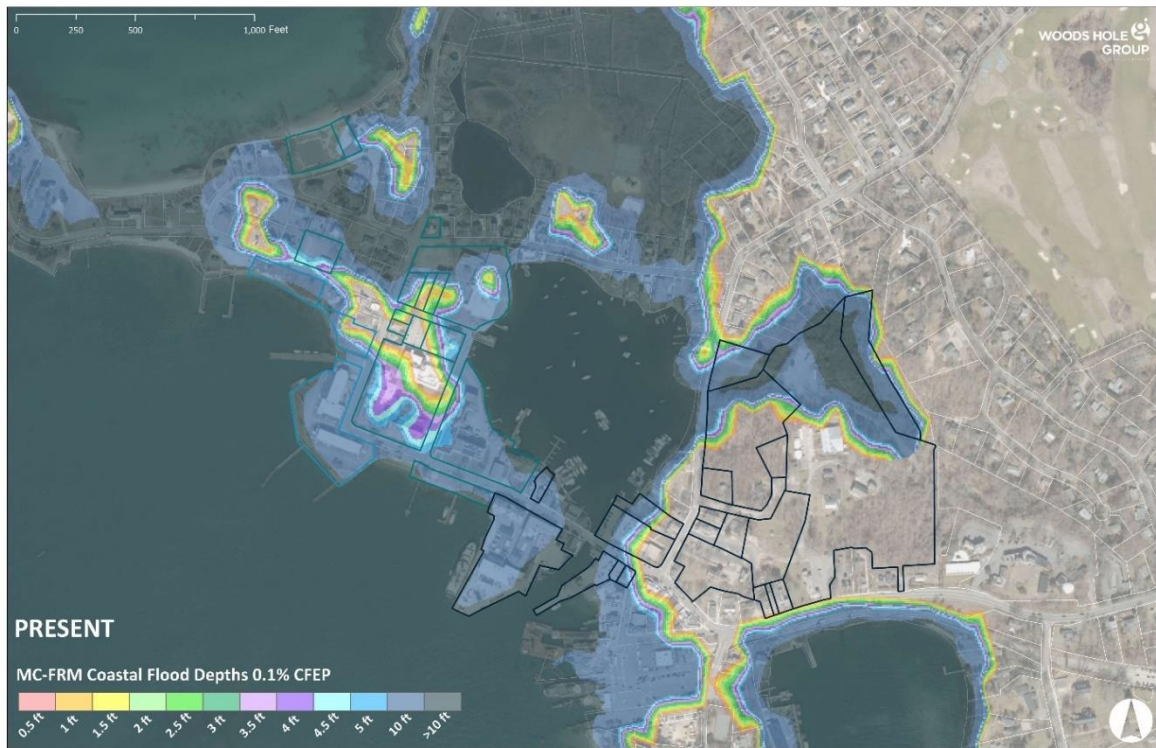 0 250 500 1,000 Feet
WOODS HOLE
GROUP
PRESENT
MC-FRM Coastal Flood Depths 0.1% CFEP
0.5 ft 1 ft 1.5 ft 2 ft 2.5 ft 3 ft 3.5 ft 4 ft 4.5 ft 5 ft 10 ft >10 ft